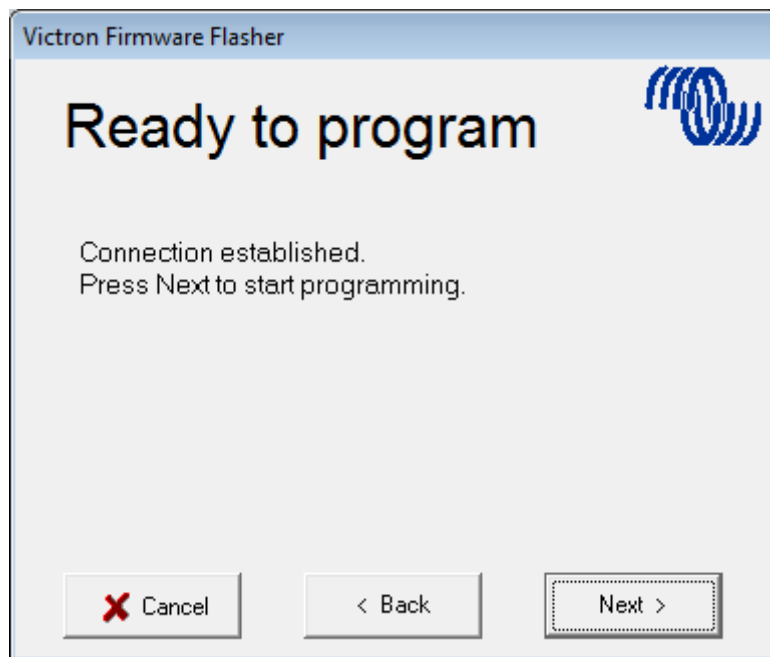 Victron Firmware Flasher
Ready to program
Connection established.
Press Next to start programming.
Cancel
< Back
Next >